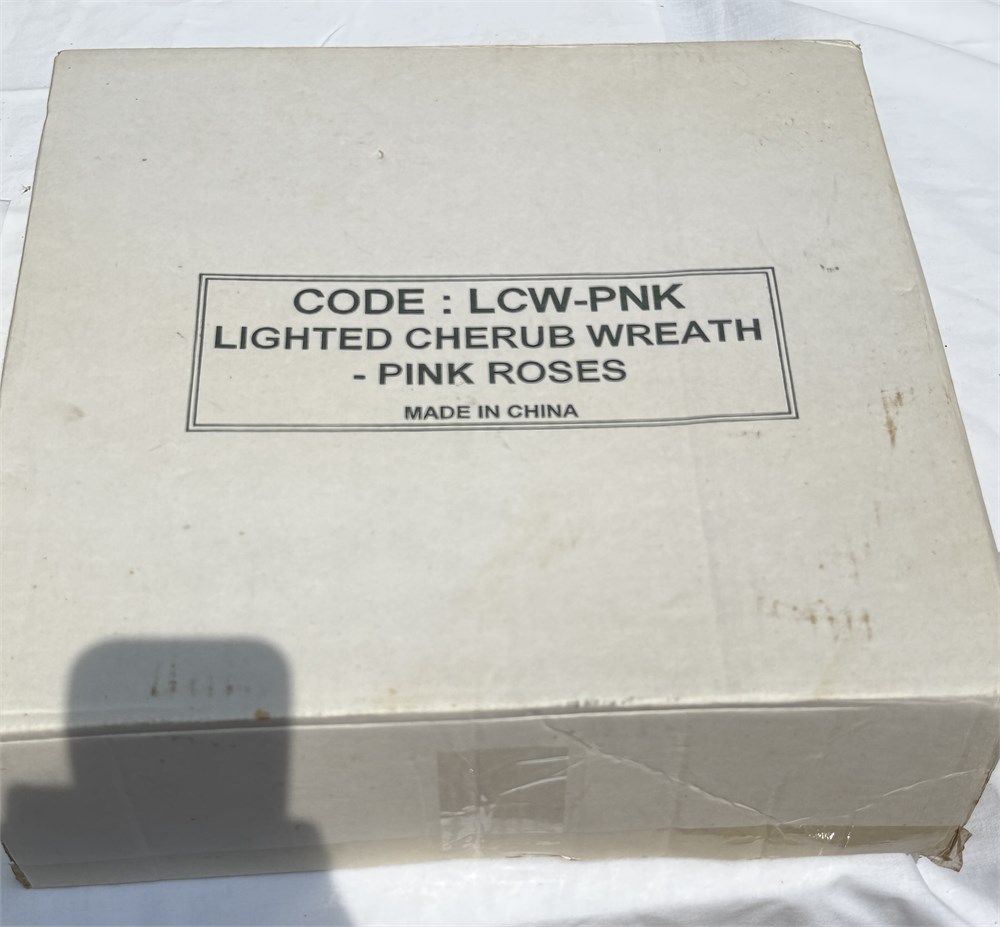 CODE : LCW-PNK
LIGHTED CHERUB WREATH
- PINK ROSES
MADE IN CHINA